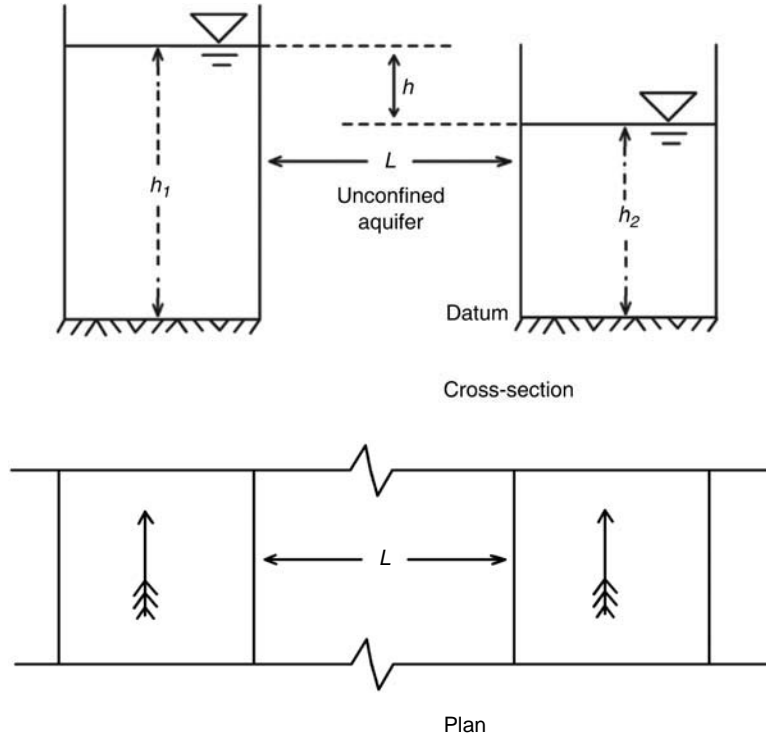 h
L
h1
Unconfined
aquifer
h2
Datum
Cross-section
L
Plan